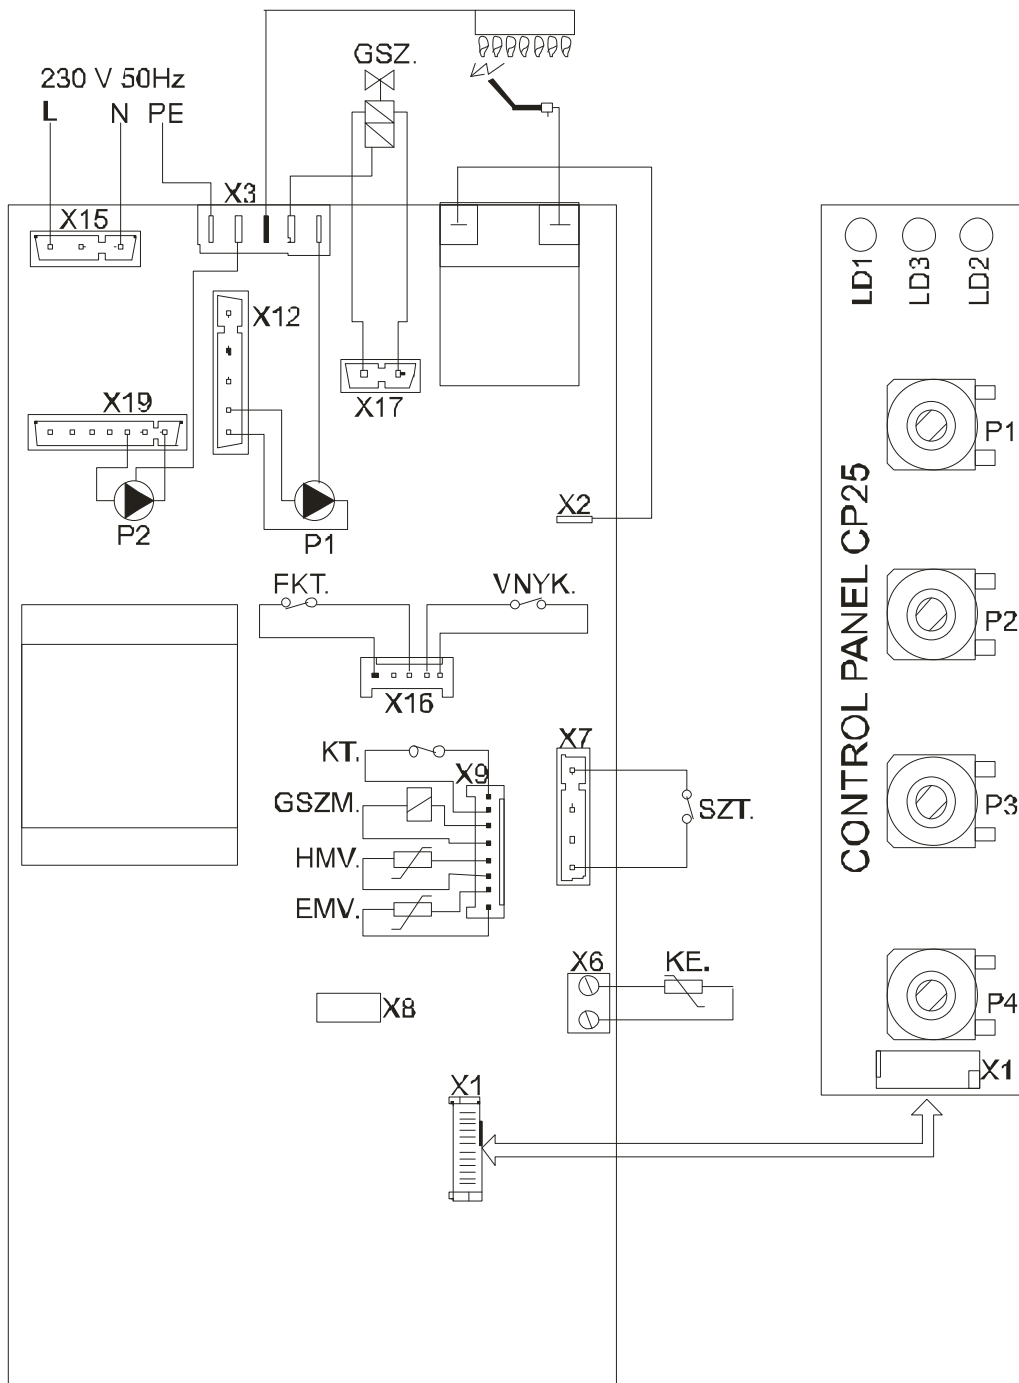 GSZ.
230 V 50Hz
L N PE
X3
X15
X12
X17
X19
X2
P2
P1
FKT.
VNYK.
X16
KT.
X9
X7
GSZM.
SZT.
HMV.
EMV.
X6
KE.
X8
X1
LD1
LD3
LD2
CONTROL PANEL CP25
P1
P2
P3
P4
X1